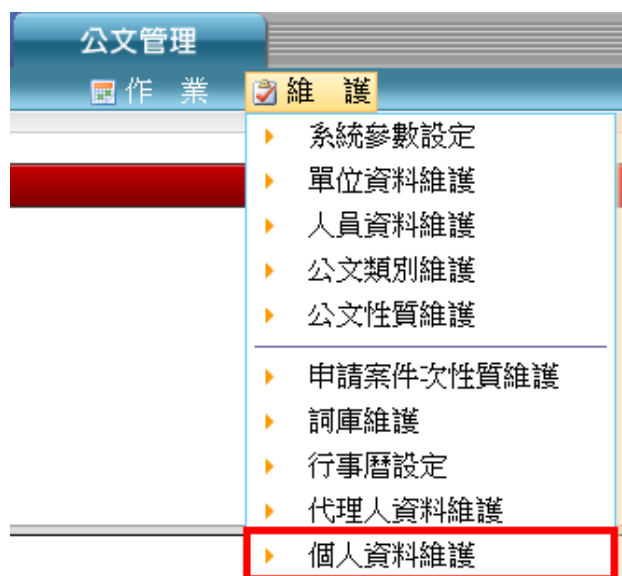 公文管理
作 業 維 護
系統參數設定
單位資料維護
人員資料維護
公文類別維護
公文性質維護
申請案件次性質維護
詞庫維護
行事曆設定
代理人資料維護
個人資料維護